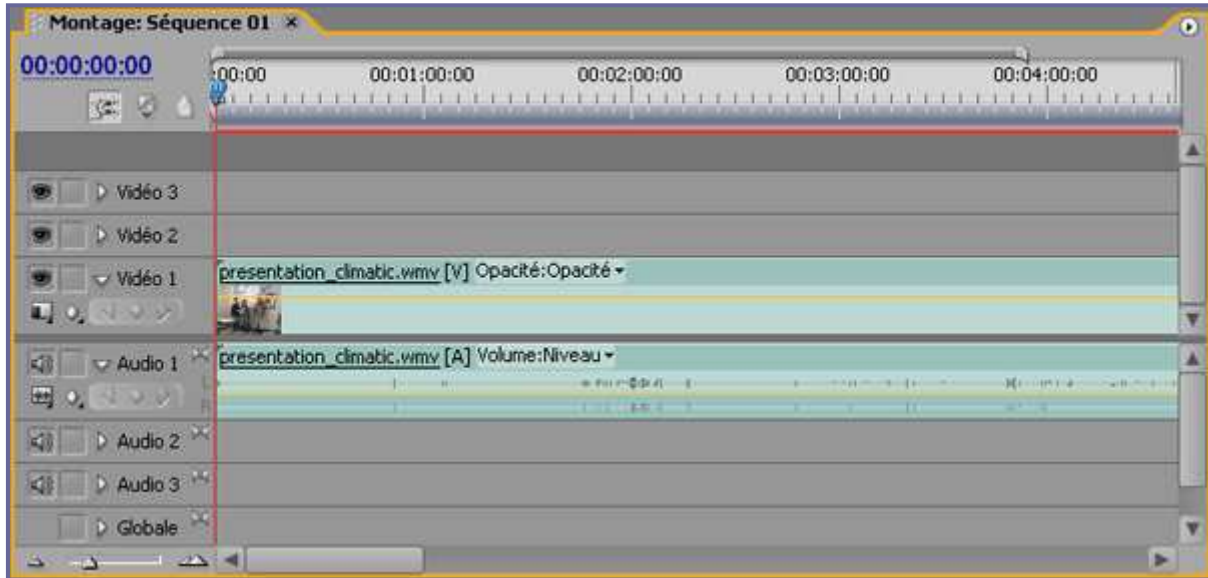 Montage: Séquence 01
00:00:00:00
:00:00 00:01:00:00 00:02:00:00 00:03:00:00 00:04:00:00
Vidéo 3
Vidéo 2
Vidéo 1
presentation_climatic.wmv [V] Opacité:Opacité
Audio 1
presentation_climatic.wmv [A] Volume:Niveau
L
R
Audio 2
Audio 3
Globale